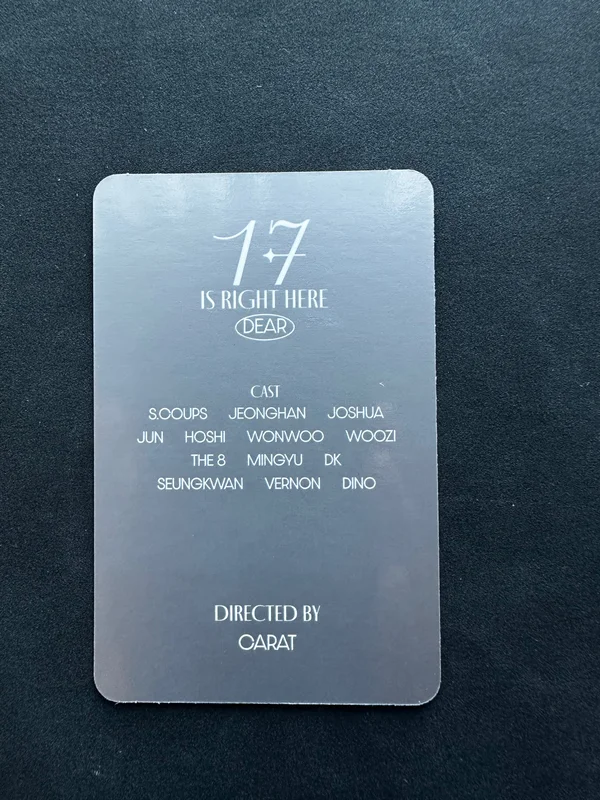 17
IS RIGHT HERE
DEAR
CAST
S.COUPS JEONGHAN JOSHUA
JUN HOSHI WONWOO WOOZI
THE 8 MINGYU DK
SEUNGKWAN VERNON DINO
DIRECTED BY
CARAT